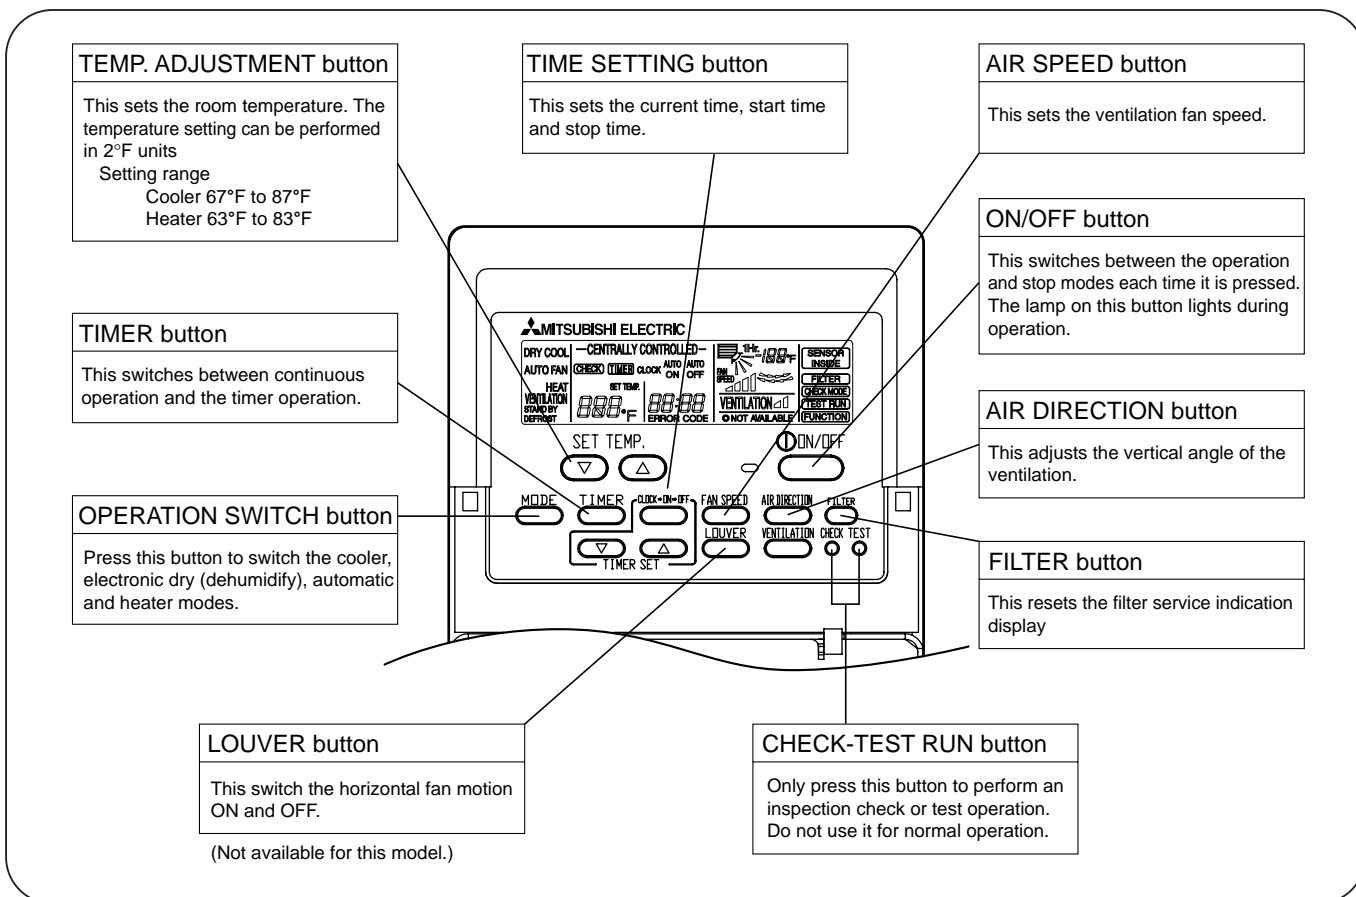 TEMP. ADJUSTMENT button
This sets the room temperature. The
temperature setting can be performed
in 2°F units
Setting range
Cooler 67°F to 87°F
Heater 63°F to 83°F
TIME SETTING button
This sets the current time, start time
and stop time.
AIR SPEED button
This sets the ventilation fan speed.
ON/OFF button
This switches between the operation
and stop modes each time it is pressed.
The lamp on this button lights during
operation.
TIMER button
This switches between continuous
operation and the timer operation.
AIR DIRECTION button
This adjusts the vertical angle of the
ventilation.
OPERATION SWITCH button
Press this button to switch the cooler,
electronic dry (dehumidify), automatic
and heater modes.
FILTER button
This resets the filter service indication
display
MITSUBISHI ELECTRIC
DRY COOL
AUTO FAN
HEAT
VENTILATION
STAND BY
DEFROST
CENTRALLY CONTROLLED
CHECK TIMER CLOCK AUTO ON AUTO OFF
SET TEMP.
888°F
88:88
ERROR CODE
1Hr.
-188°F
FAN SPEED
VENTILATION
NOT AVAILABLE
SENSOR
INSIDE
FILTER
CHECK MODE
TEST RUN
FUNCTION
SET TEMP.
ON/OFF
MODE TIMER CLOCK→ON→OFF FAN SPEED AIR DIRECTION FILTER
LOUVER VENTILATION CHECK TEST
TIMER SET
LOUVER button
This switch the horizontal fan motion
ON and OFF.
(Not available for this model.)
CHECK-TEST RUN button
Only press this button to perform an
inspection check or test operation.
Do not use it for normal operation.